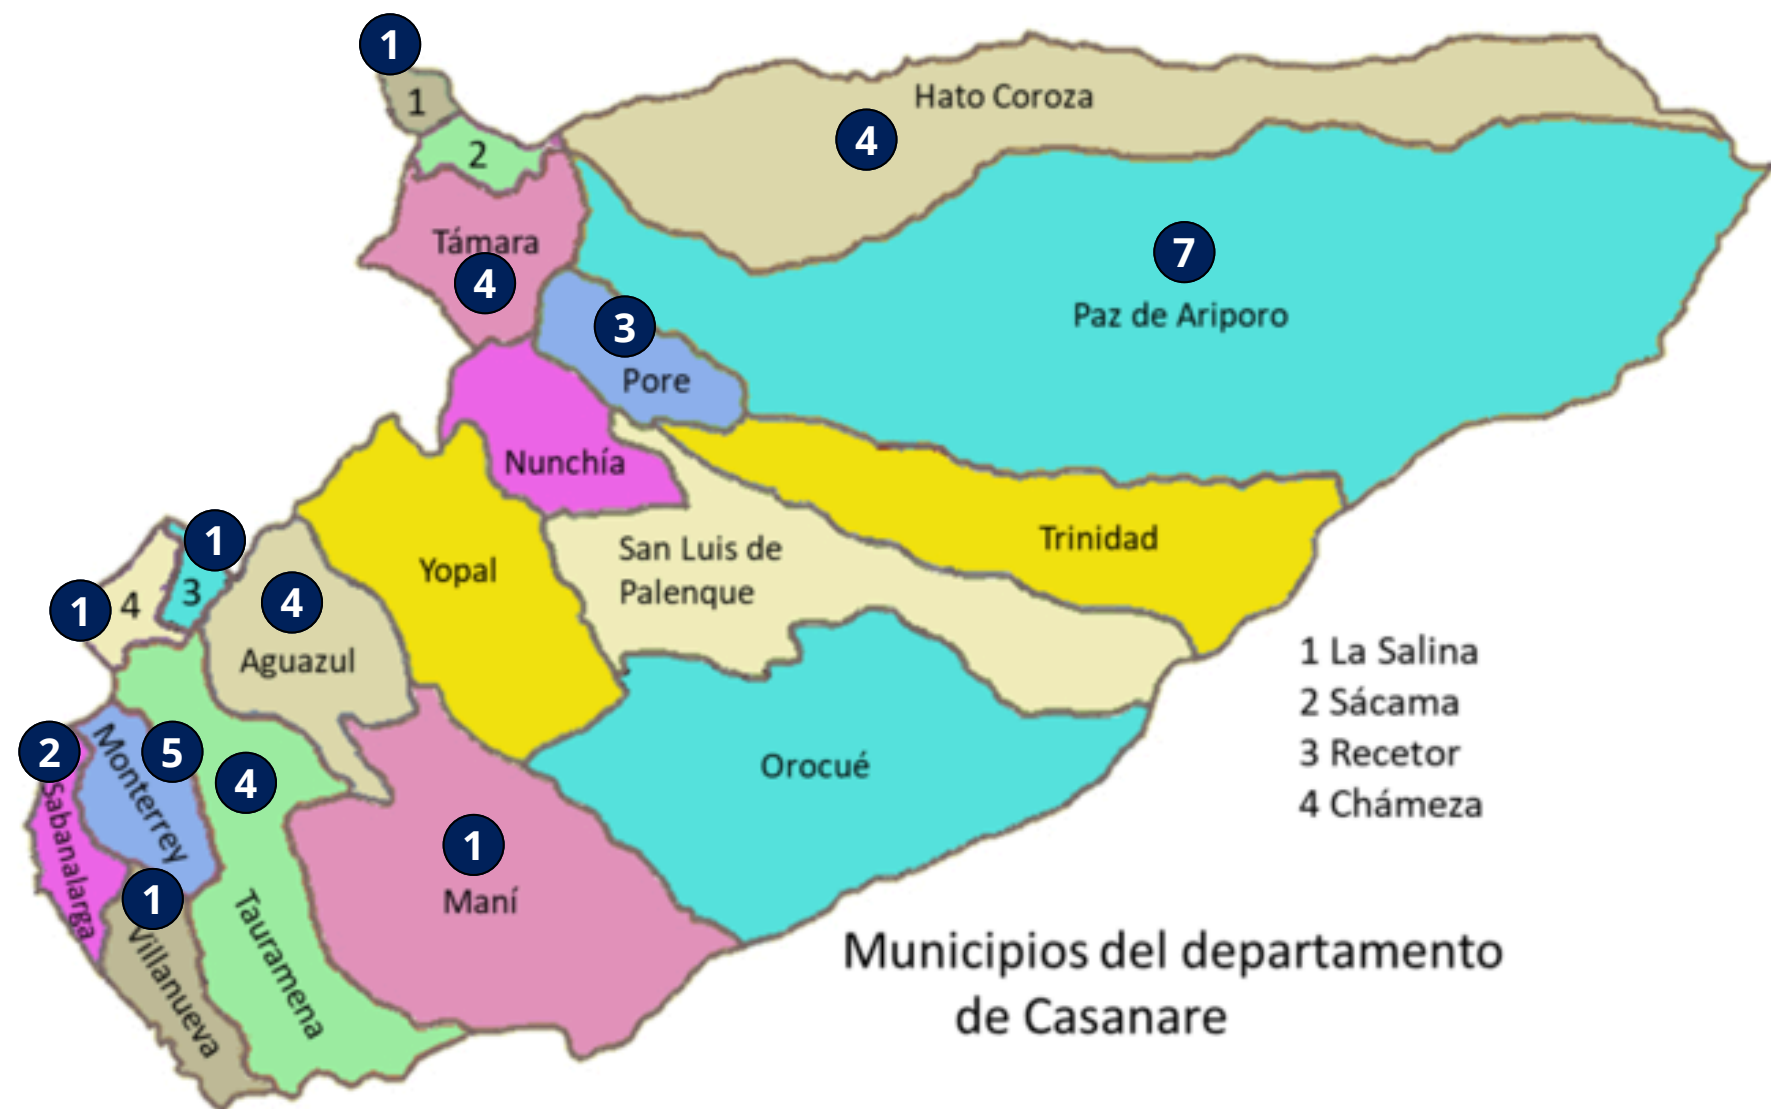 1
1
Hato Coroza
4
2
Támara
4
7
Paz de Ariporo
3
Pore
Nunchía
Trinidad
San Luis de
Palenque
Yopal
1
3
4
1
4
Aguazul
1 La Salina
2 Sácama
3 Recetor
4 Chámeza
2
Monterrey
5
4
Orocué
Sabanalarga
1
Maní
1
Villanueva
Tauramena
Municipios del departamento
de Casanare